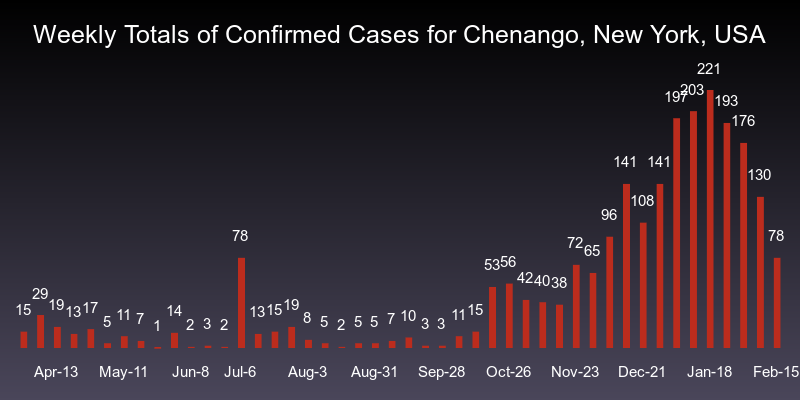 Weekly Totals of Confirmed Cases for Chenango, New York, USA
15 29 19 13 17 5 11 7 1 14 2 3 2 78 13 15 19 8 5 2 5 5 7 10 3 3 11 15 53 56 42 40 38 72 65 96 141 108 141 197 203 221 193 176 130 78
Apr-13 May-11 Jun-8 Jul-6 Aug-3 Aug-31 Sep-28 Oct-26 Nov-23 Dec-21 Jan-18 Feb-15